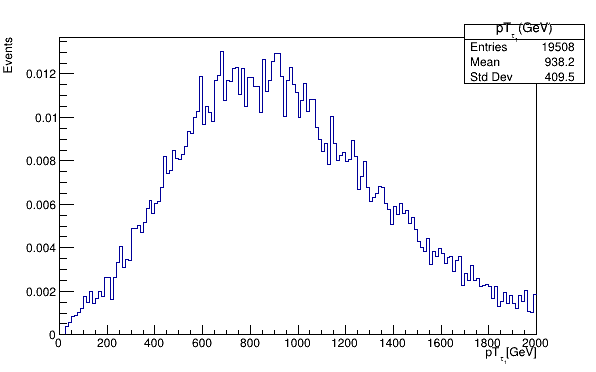 pT_τ₁(GeV)
Entries 19508
Mean 938.2
Std Dev 409.5
Events
0.012
0.01
0.008
0.006
0.004
0.002
0
0 200 400 600 800 1000 1200 1400 1600 1800 2000
pT_τ₁[GeV]